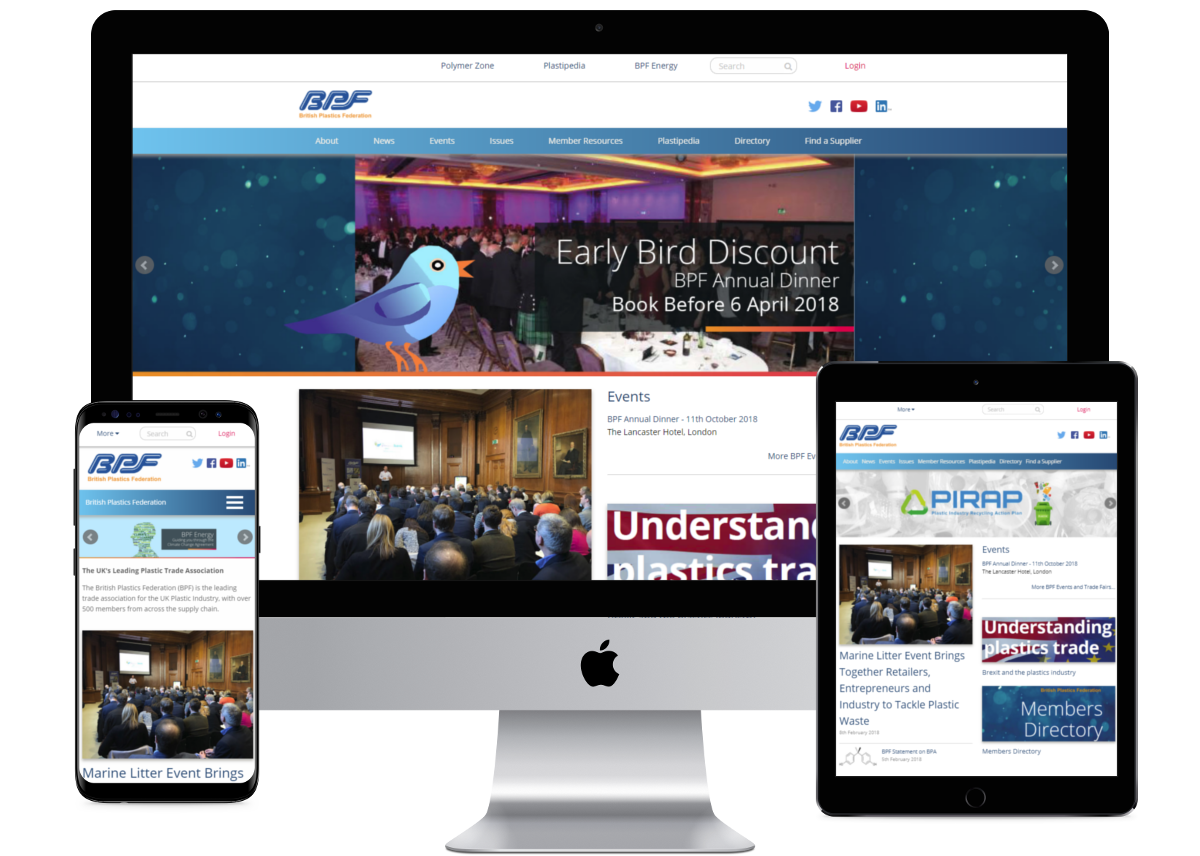 Polymer Zone
Plastipedia
BPF Energy
Search
Login
BPF
British Plastics Federation
About
News
Events
Issues
Member Resources
Plastipedia
Directory
Find a Supplier
Early Bird Discount
BPF Annual Dinner
Book Before 6 April 2018
Events
BPF Annual Dinner - 11th October 2018
The Lancaster Hotel, London
More BPF Ev
Understand
plastics tra
More
Search
Login
BPF
British Plastics Federation
British Plastics Federation
BPF Energy
Guiding you through the
Climate Change Agreement
The UK's Leading Plastic Trade Association
The British Plastics Federation (BPF) is the leading
trade association for the UK Plastic Industry, with over
500 members from across the supply chain.
Marine Litter Event Brings
More
Search
Login
BPF
British Plastics Federation
About News Events Issues Member Resources Plastipedia Directory Find a Supplier
PIRAP
Plastic Industry Recycling Action Plan
Events
BPF Annual Dinner - 11th October 2018
The Lancaster Hotel, London
More BPF Events and Trade Fairs...
Understanding
plastics trade
Brexit and the plastics industry
British Plastics Federation
Members
Directory
Members Directory
Marine Litter Event Brings
Together Retailers,
Entrepreneurs and
Industry to Tackle Plastic
Waste
8th February 2018
BPF Statement on BPA
5th February 2018